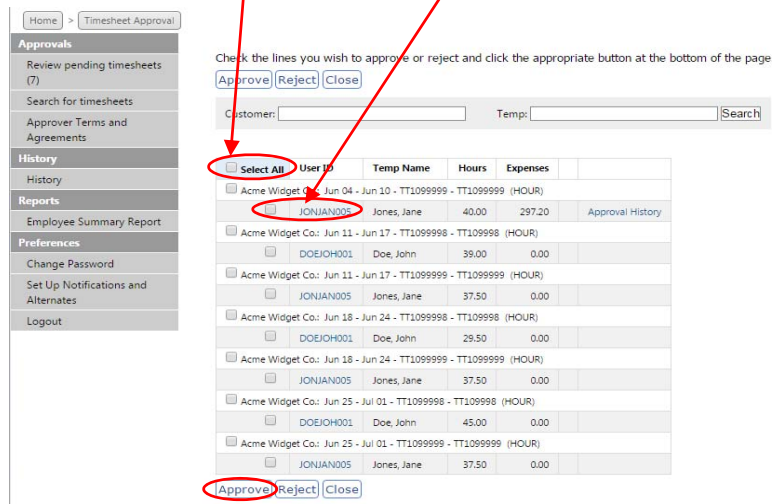 Home > Timesheet Approval
Approvals
Review pending timesheets
(7)
Search for timesheets
Approver Terms and
Agreements
History
History
Reports
Employee Summary Report
Preferences
Change Password
Set Up Notifications and
Alternates
Logout
Check the lines you wish to approve or reject and click the appropriate button at the bottom of the page
Approve Reject Close
Customer: Temp: Search
Select All User ID Temp Name Hours Expenses
Acme Widget Co.: Jun 04 - Jun 10 - TT1099999 - TT1099999 (HOUR)
JONJAN005 Jones, Jane 40.00 297.20 Approval History
Acme Widget Co.: Jun 11 - Jun 17 - TT1099998 - TT109998 (HOUR)
DOEJOH001 Doe, John 39.00 0.00
Acme Widget Co.: Jun 11 - Jun 17 - TT1099999 - TT1099999 (HOUR)
JONJAN005 Jones, Jane 37.50 0.00
Acme Widget Co.: Jun 18 - Jun 24 - TT1099998 - TT109998 (HOUR)
DOEJOH001 Doe, John 29.50 0.00
Acme Widget Co.: Jun 18 - Jun 24 - TT1099999 - TT1099999 (HOUR)
JONJAN005 Jones, Jane 37.50 0.00
Acme Widget Co.: Jun 25 - Jul 01 - TT1099998 - TT109998 (HOUR)
DOEJOH001 Doe, John 45.00 0.00
Acme Widget Co.: Jun 25 - Jul 01 - TT1099999 - TT1099999 (HOUR)
JONJAN005 Jones, Jane 37.50 0.00
Approve Reject Close